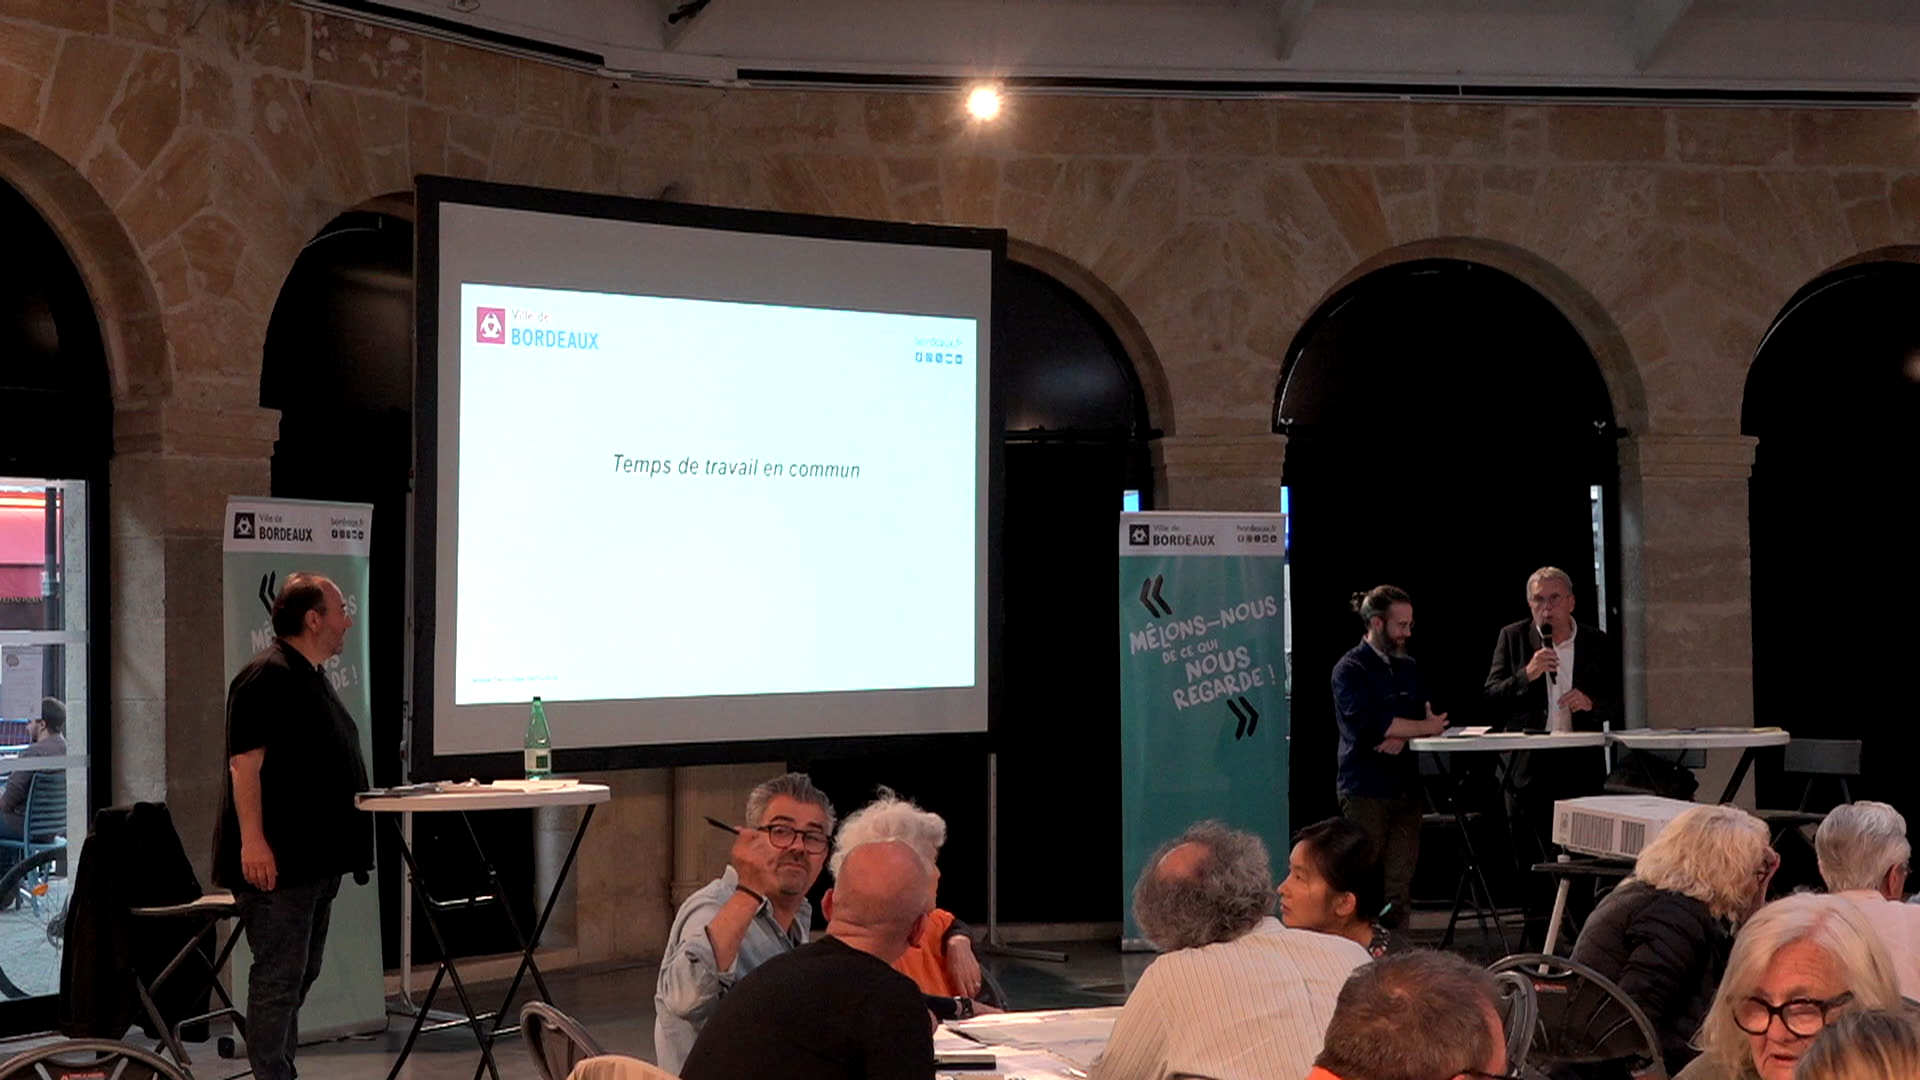 Ville de
BORDEAUX
bordeaux.fr
Temps de travail en commun
Ville de
BORDEAUX
bordeaux.fr
«
DE !
Ville de
BORDEAUX
bordeaux.fr
«
MÊLONS-NOUS
DE CE QUI
NOUS
REGARDE !
»